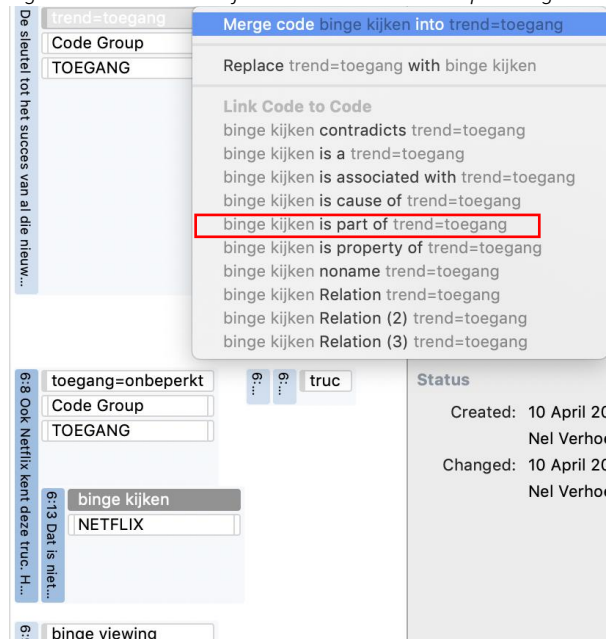 De sleutel tot het succes van al die nieuw...
trend=toegang
Code Group
TOEGANG
Merge code binge kijken into trend=toegang
Replace trend=toegang with binge kijken
Link Code to Code
binge kijken contradicts trend=toegang
binge kijken is a trend=toegang
binge kijken is associated with trend=toegang
binge kijken is cause of trend=toegang
binge kijken is part of trend=toegang
binge kijken is property of trend=toegang
binge kijken noname trend=toegang
binge kijken Relation trend=toegang
binge kijken Relation (2) trend=toegang
binge kijken Relation (3) trend=toegang
6:8 Ook Netflix kent deze truc. H...
toegang=onbeperkt
Code Group
TOEGANG
6:13 Dat is niet...
binge kijken
NETFLIX
6:...
6:...
truc
Status
Created: 10 April 20
Nel Verhoe
Changed: 10 April 20
Nel Verhoe
6:
binge viewing